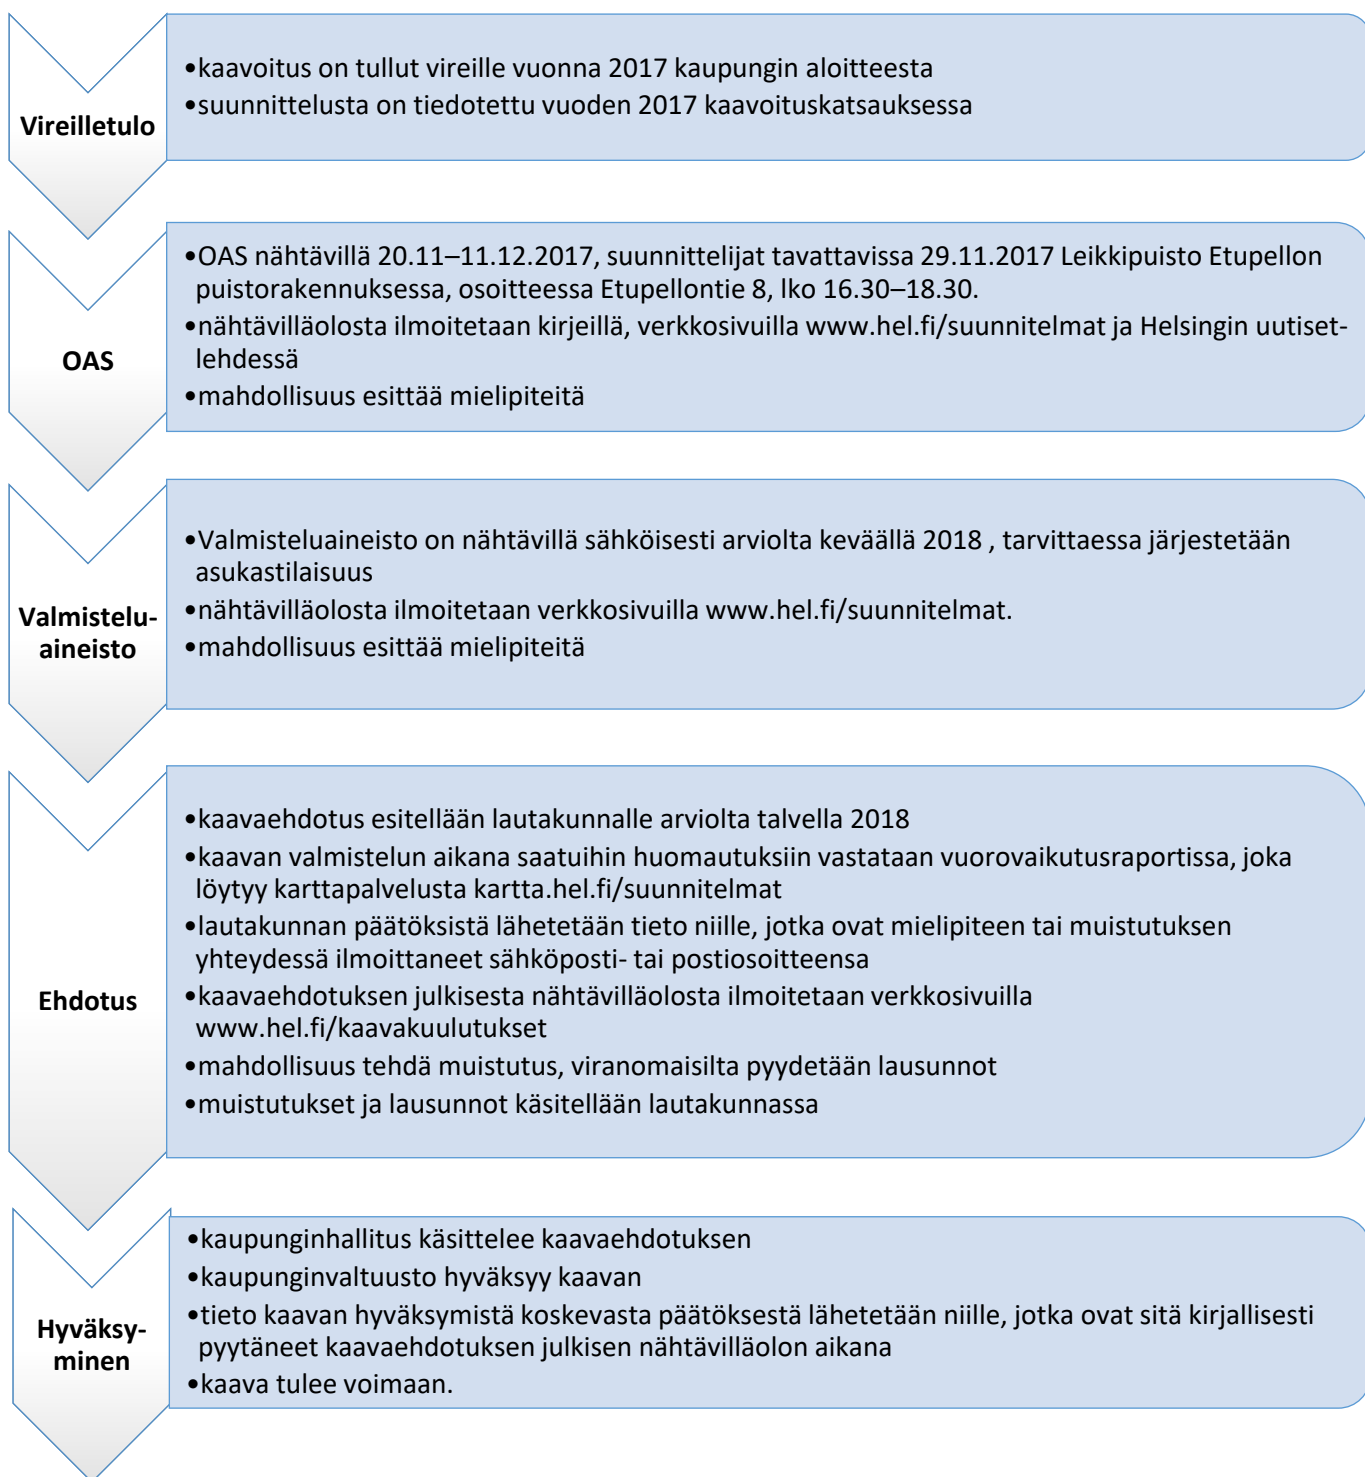 Vireilletulo
•kaavoitus on tullut vireille vuonna 2017 kaupungin aloitteesta
•suunnittelusta on tiedotettu vuoden 2017 kaavoituskatsauksessa
OAS
•OAS nähtävillä 20.11–11.12.2017, suunnittelijat tavattavissa 29.11.2017 Leikkipuisto Etupellon
puistorakennuksessa, osoitteessa Etupellontie 8, lko 16.30–18.30.
•nähtävilläolosta ilmoitetaan kirjeillä, verkkosivuilla www.hel.fi/suunnitelmat ja Helsingin uutiset-
lehdessä
•mahdollisuus esittää mielipiteitä
Valmistelu-
aineisto
•Valmisteluaineisto on nähtävillä sähköisesti arviolta keväällä 2018 , tarvittaessa järjestetään
asukastilaisuus
•nähtävilläolosta ilmoitetaan verkkosivuilla www.hel.fi/suunnitelmat.
•mahdollisuus esittää mielipiteitä
Ehdotus
•kaavaehdotus esitellään lautakunnalle arviolta talvella 2018
•kaavan valmistelun aikana saatuihin huomautuksiin vastataan vuorovaikutusraportissa, joka
löytyy karttapalvelusta kartta.hel.fi/suunnitelmat
•lautakunnan päätöksistä lähetetään tieto niille, jotka ovat mielipiteen tai muistutuksen
yhteydessä ilmoittaneet sähköposti- tai postiosoitteensa
•kaavaehdotuksen julkisesta nähtävilläolosta ilmoitetaan verkkosivuilla
www.hel.fi/kaavakuulutukset
•mahdollisuus tehdä muistutus, viranomaisilta pyydetään lausunnot
•muistutukset ja lausunnot käsitellään lautakunnassa
Hyväksy-
minen
•kaupunginhallitus käsittelee kaavaehdotuksen
•kaupunginvaltuusto hyväksyy kaavan
•tieto kaavan hyväksymistä koskevasta päätöksestä lähetetään niille, jotka ovat sitä kirjallisesti
pyytäneet kaavaehdotuksen julkisen nähtävilläolon aikana
•kaava tulee voimaan.